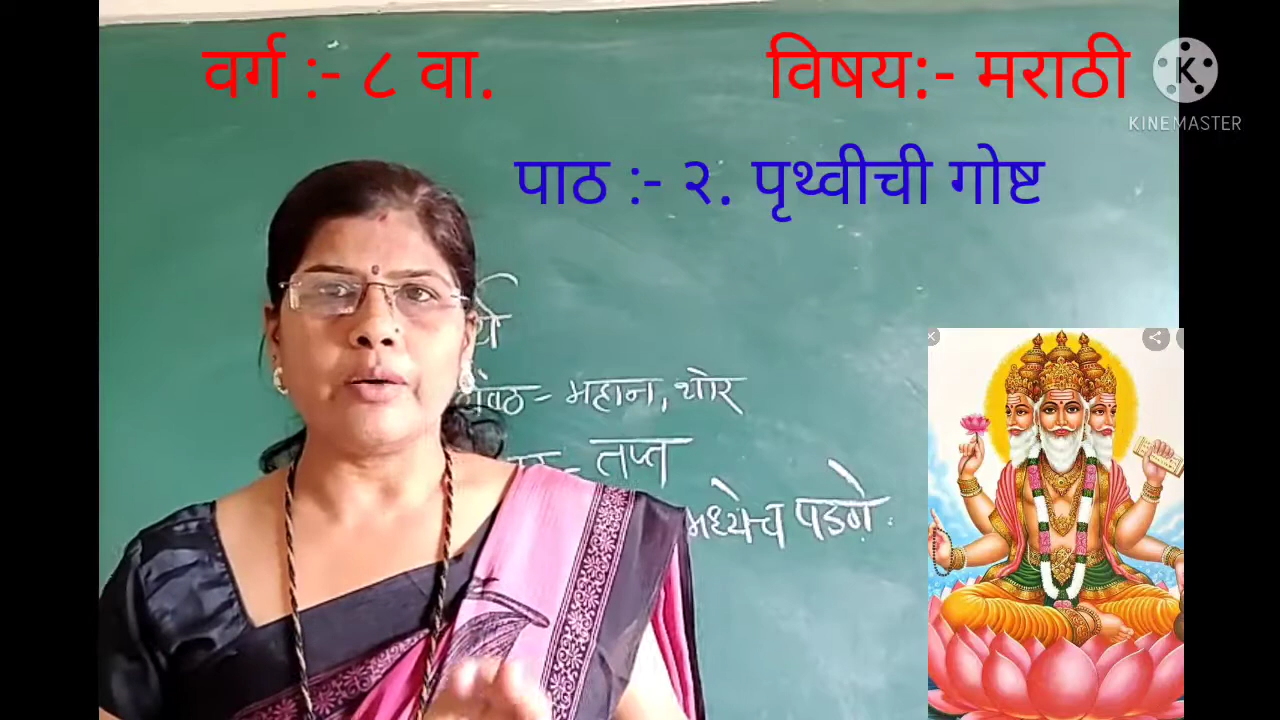 वर्ग :- ८ वा.
विषय:- मराठी
KINEMASTER
पाठ :- २. पृथ्वीची गोष्ट
= महान, थोर
= तप्त
मध्येच पडणे.